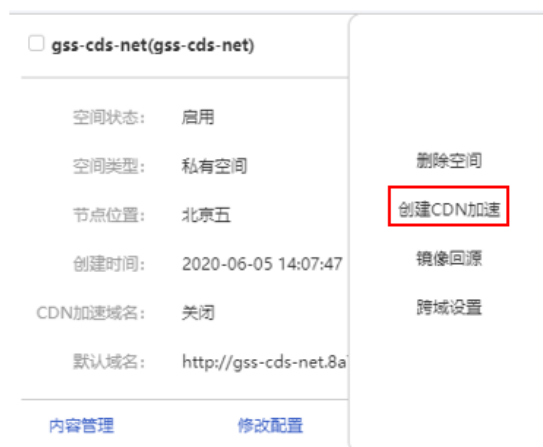 gss-cds-net(gss-cds-net)
空间状态： 启用
空间类型： 私有空间
节点位置： 北京五
创建时间： 2020-06-05 14:07:47
CDN加速域名： 关闭
默认域名： http://gss-cds-net.8a
内容管理 修改配置
删除空间
创建CDN加速
镜像回源
跨域设置